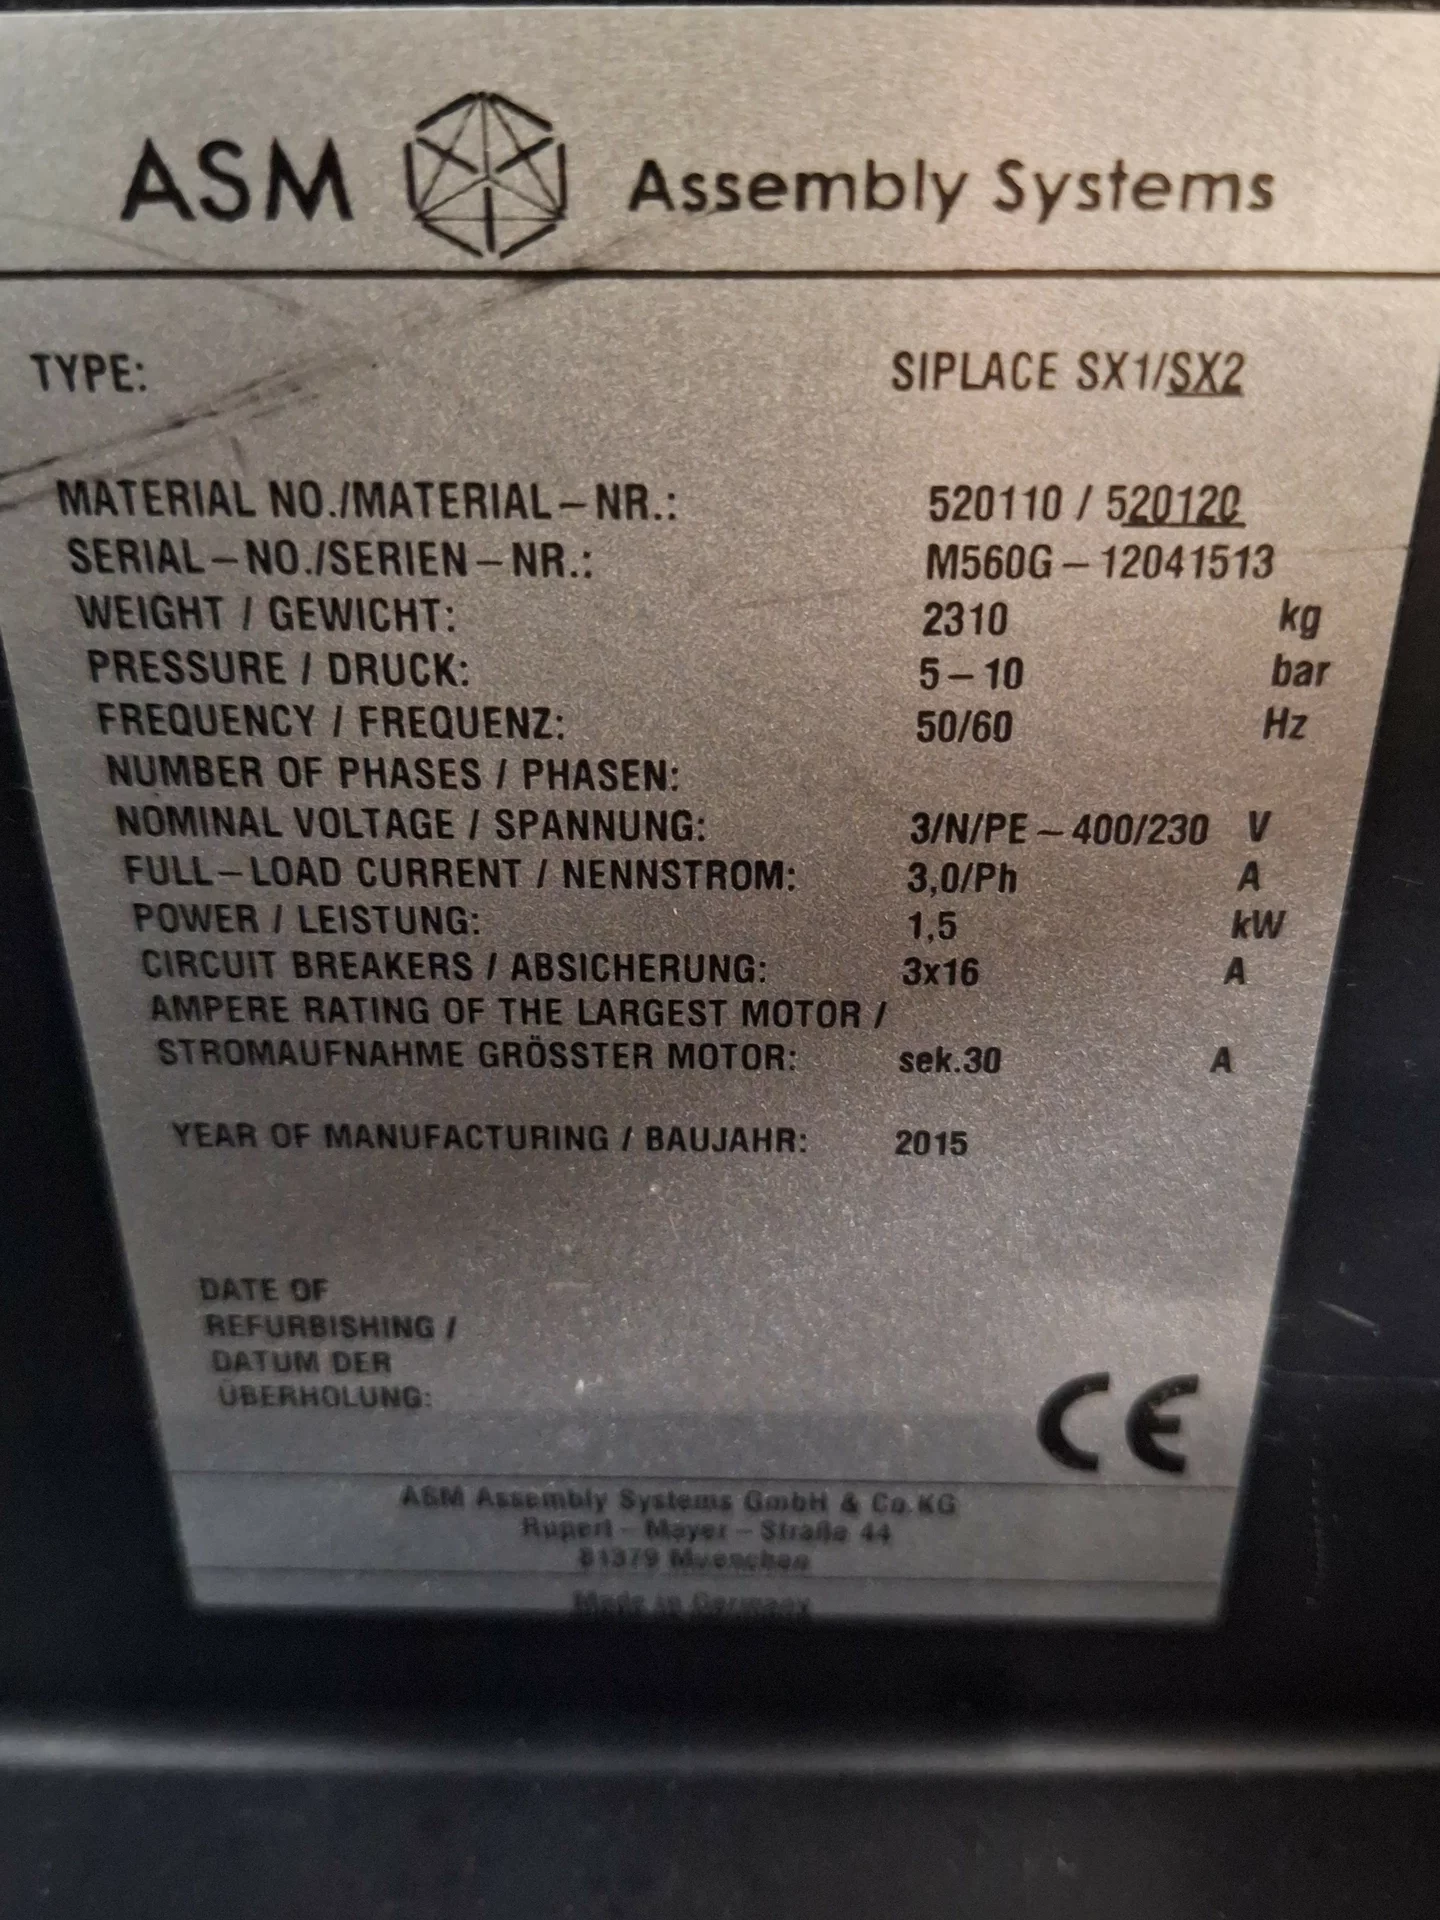 ASM Assembly Systems
TYPE: SIPLACE SX1/SX2
MATERIAL NO./MATERIAL-NR.: 520110 / 520120
SERIAL-NO./SERIEN-NR.: M560G-12041513
WEIGHT / GEWICHT: 2310 kg
PRESSURE / DRUCK: 5-10 bar
FREQUENCY / FREQUENZ: 50/60 Hz
NUMBER OF PHASES / PHASEN:
NOMINAL VOLTAGE / SPANNUNG: 3/N/PE-400/230 V
FULL-LOAD CURRENT / NENNSTROM: 3,0/Ph A
POWER / LEISTUNG: 1,5 kW
CIRCUIT BREAKERS / ABSICHERUNG: 3x16 A
AMPERE RATING OF THE LARGEST MOTOR /
STROMAUFNAHME GRÖSSTER MOTOR: sek.30 A
YEAR OF MANUFACTURING / BAUJAHR: 2015
DATE OF
REFURBISHING /
DATUM DER
ÜBERHOLUNG:
CE
ASM Assembly Systems GmbH & Co.KG
Rupert-Mayer-Straße 44
81379 Muenchen
Made in Germany